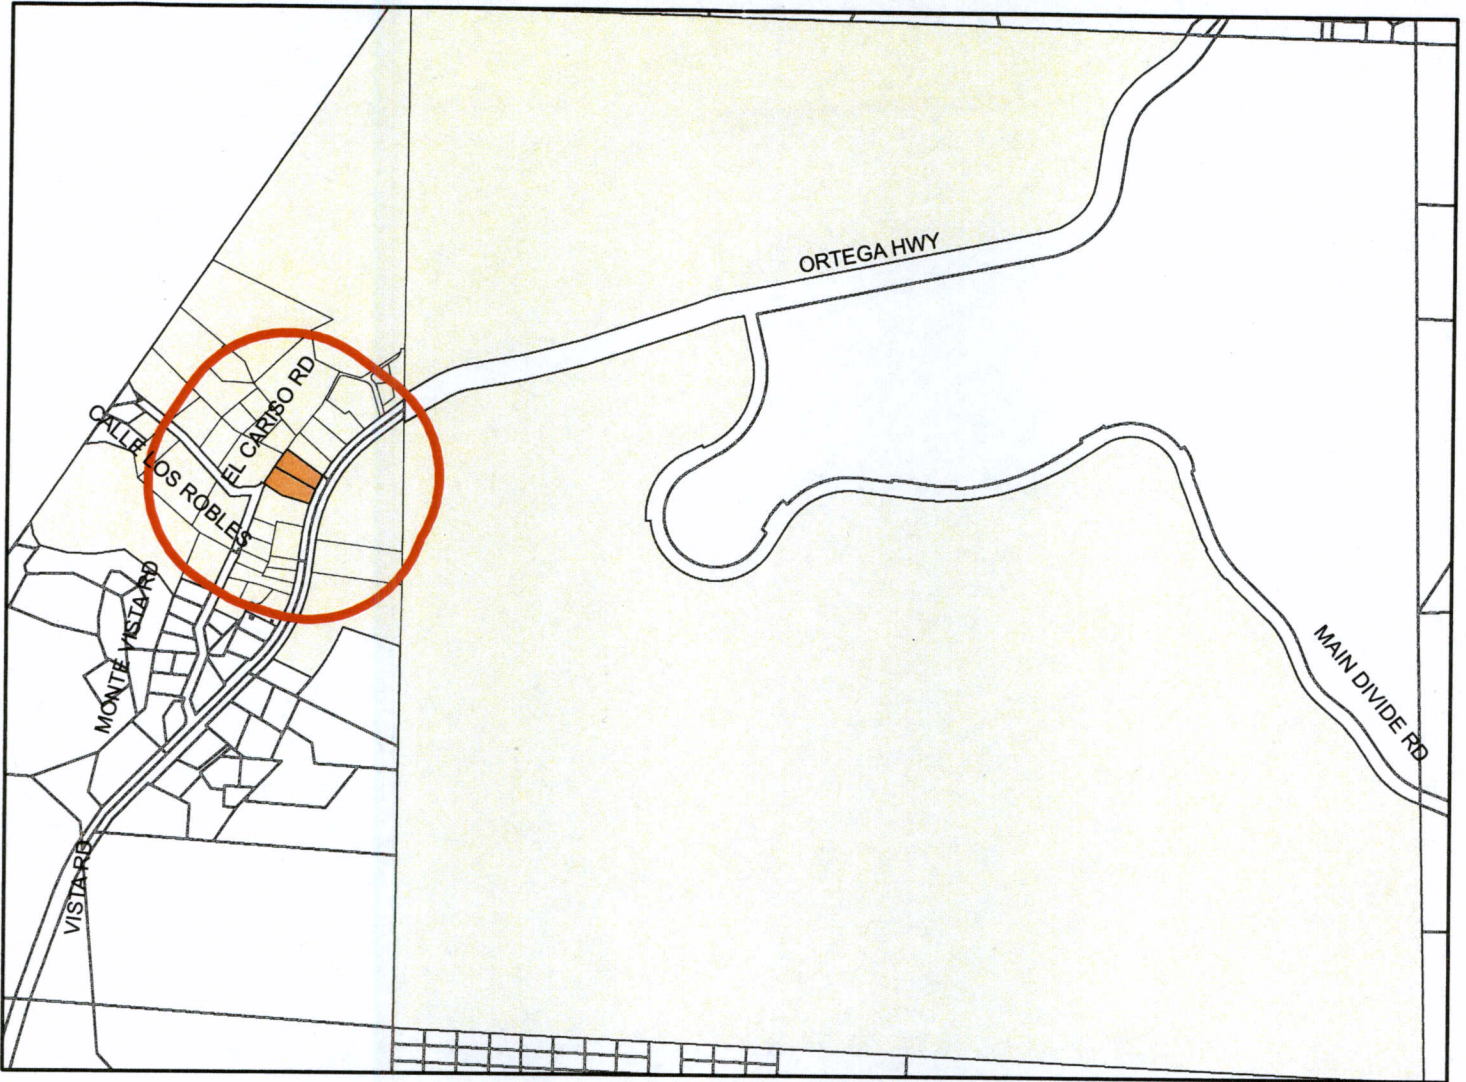 ORTEGA HWY
EL CARISO RD
CALLE LOS ROBLES
MONTE VISTA RD
MAIN DIVIDE RD
VISTA RD